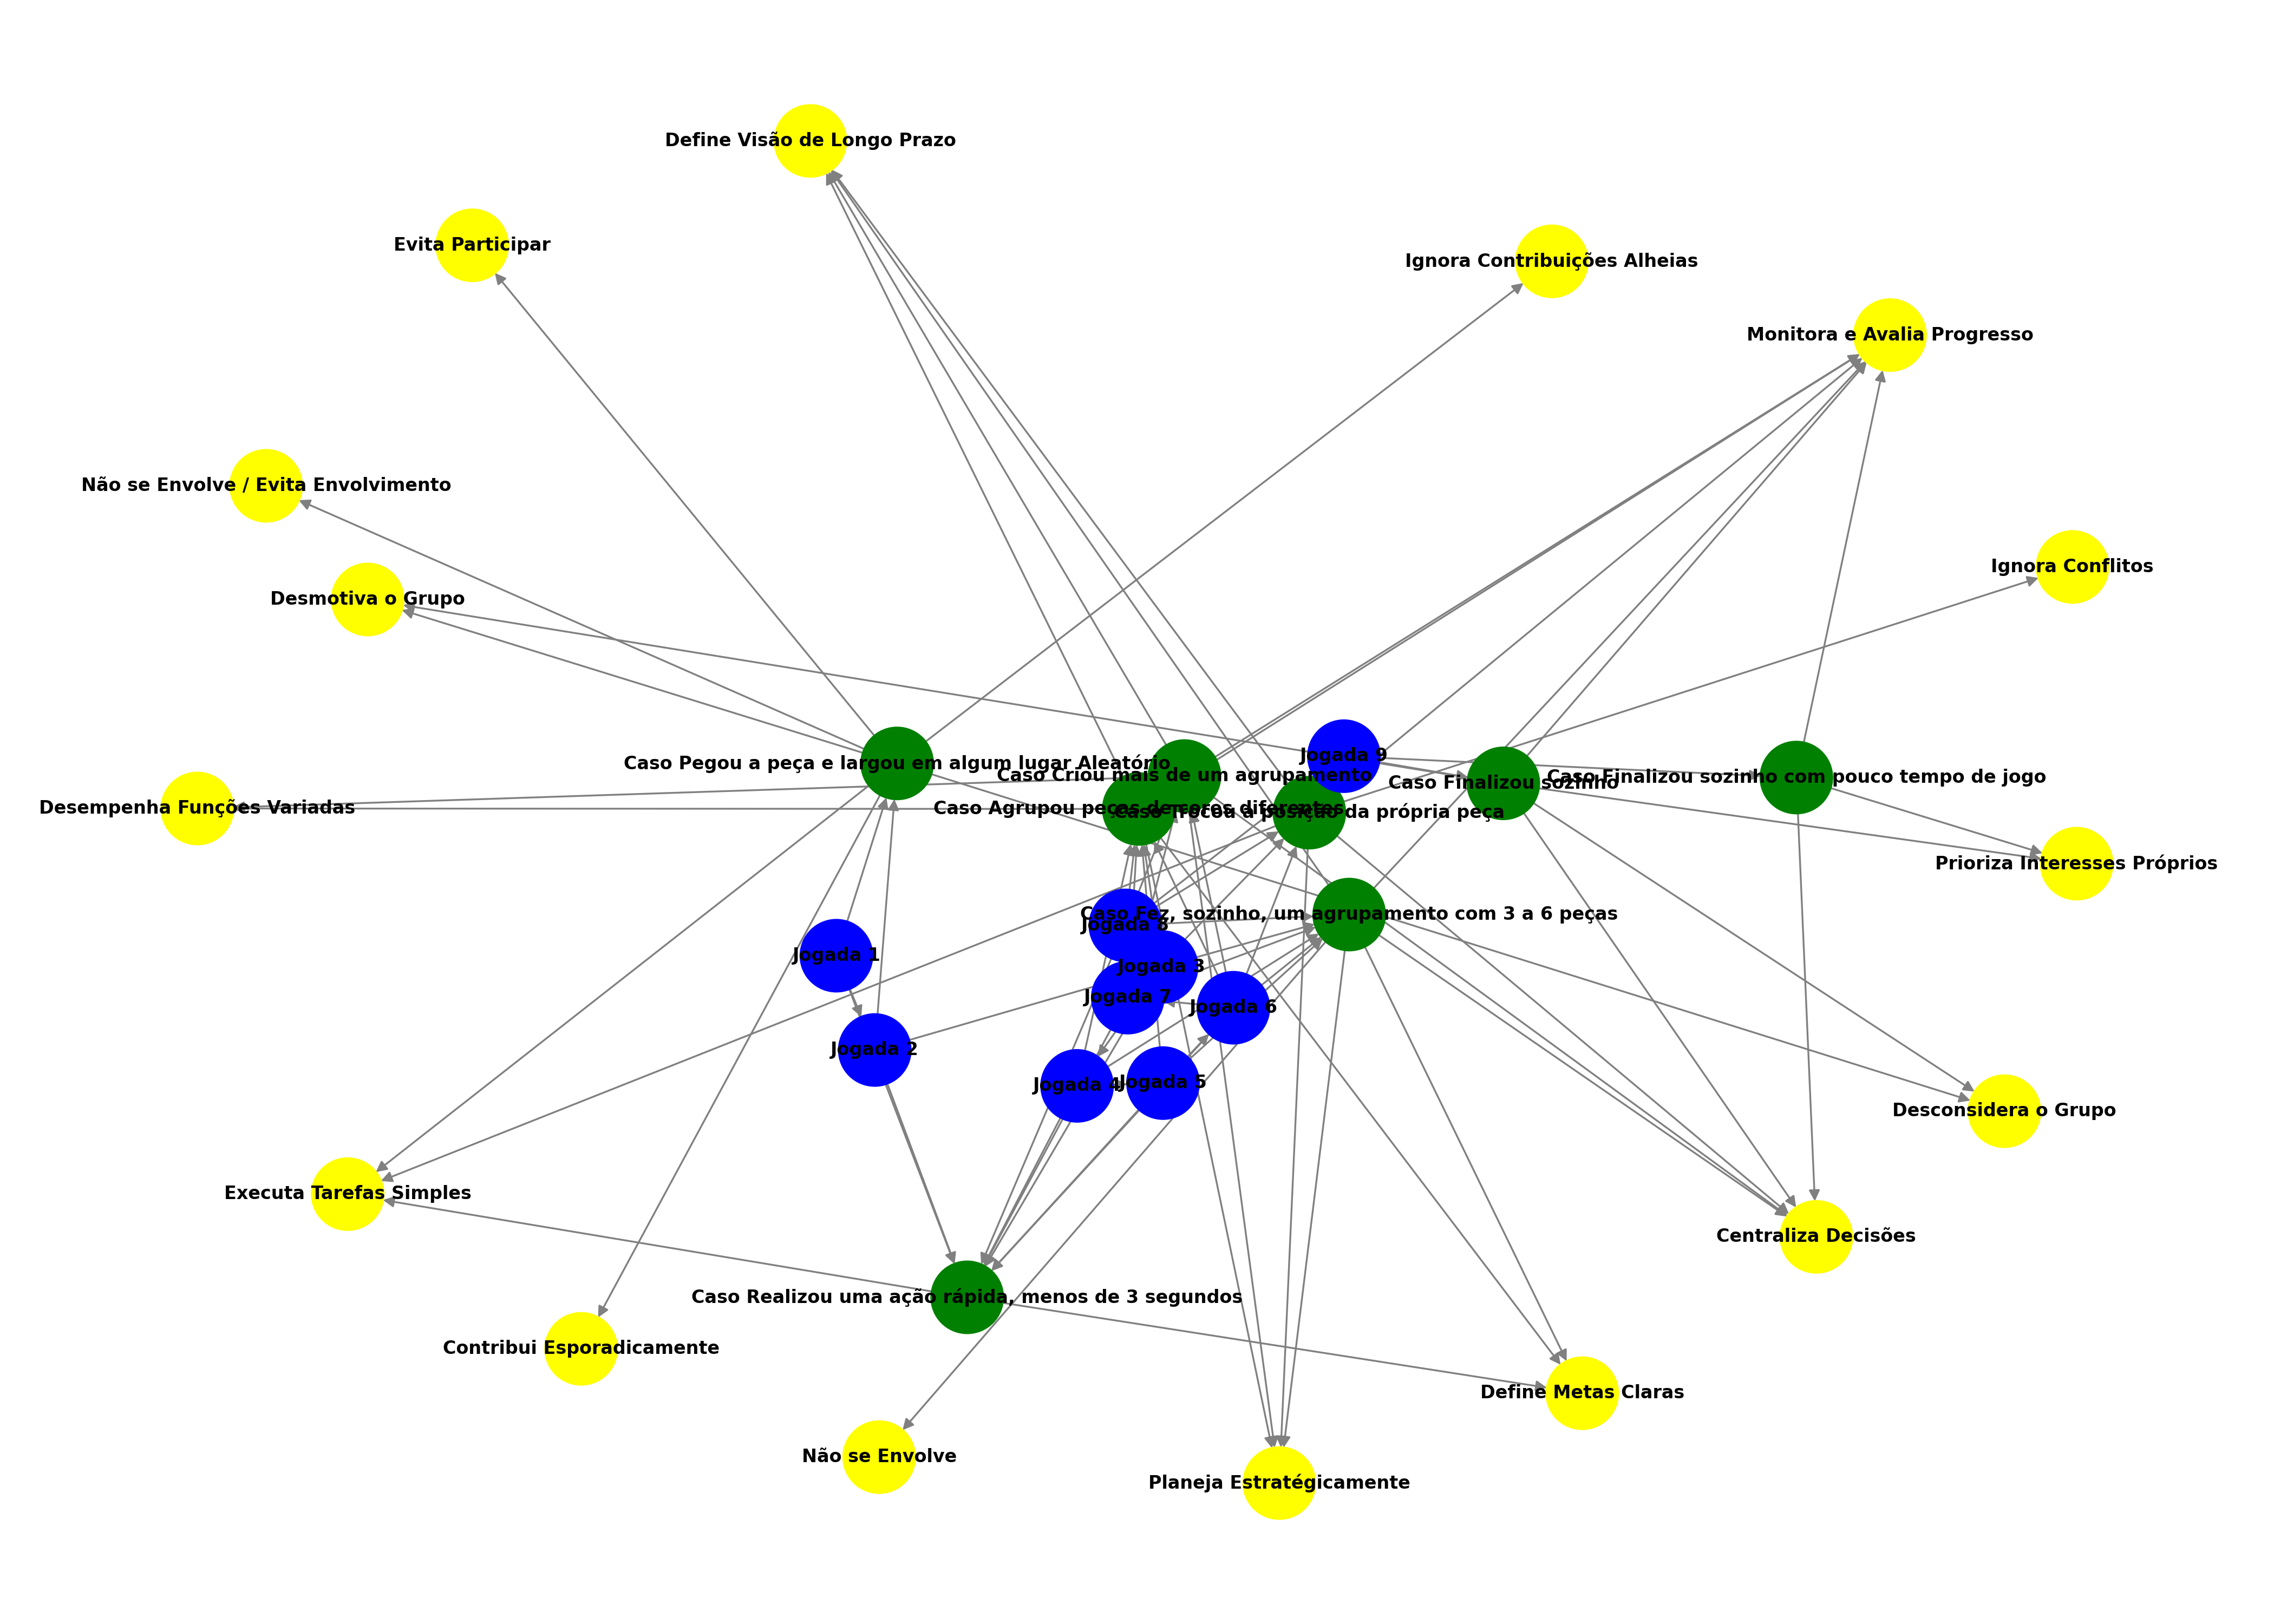 Define Visão de Longo Prazo
Evita Participar
Ignora Contribuições Alheias
Monitora e Avalia Progresso
Não se Envolve / Evita Envolvimento
Ignora Conflitos
Desmotiva o Grupo
Jogada 9
Caso Pegou a peça e largou em algum lugar Aleatório
Caso Criou mais de um agrupamento
Caso Finalizou sozinho
Caso Finalizou sozinho com pouco tempo de jogo
Desempenha Funções Variadas
Caso Agrupou peças de cores diferentes
Caso Trocou a posição da própria peça
Prioriza Interesses Próprios
Caso Fez, sozinho, um agrupamento com 3 a 6 peças
Jogada 8
Jogada 1
Jogada 3
Jogada 7
Jogada 6
Jogada 2
Jogada 4
Jogada 5
Desconsidera o Grupo
Executa Tarefas Simples
Centraliza Decisões
Caso Realizou uma ação rápida, menos de 3 segundos
Contribui Esporadicamente
Define Metas Claras
Não se Envolve
Planeja Estratégicamente